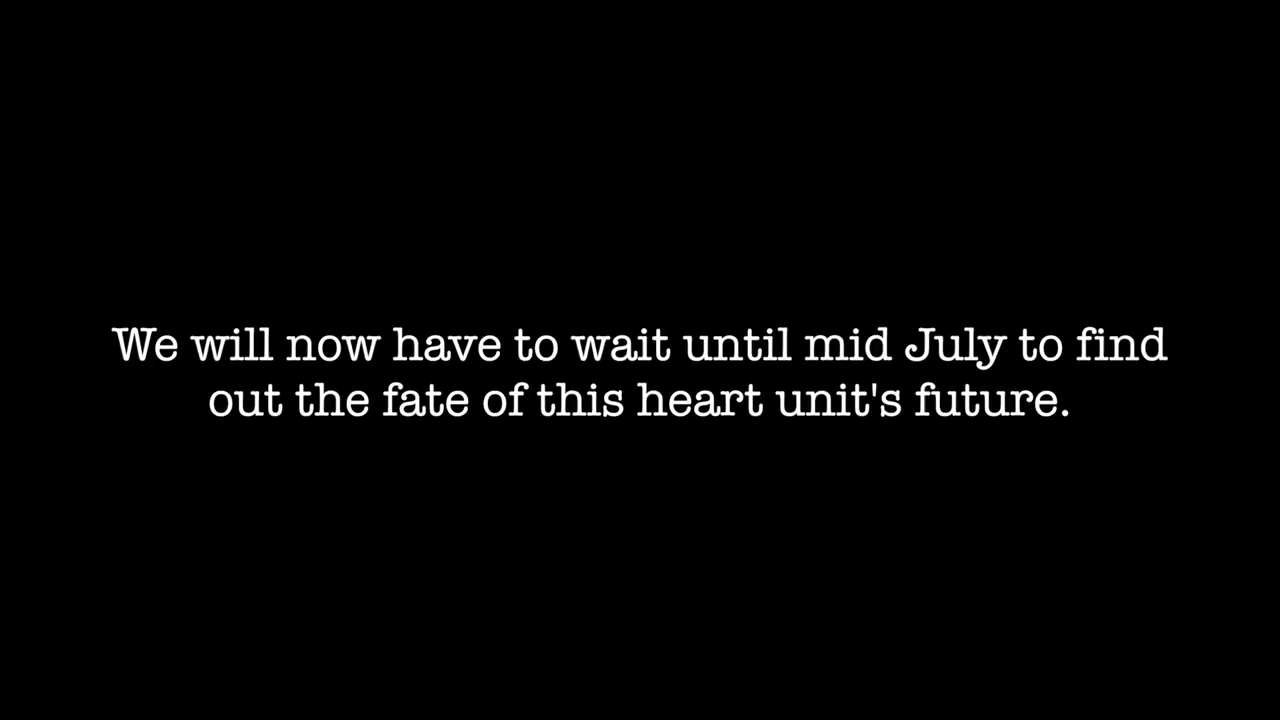 We will now have to wait until mid July to find
out the fate of this heart unit's future.